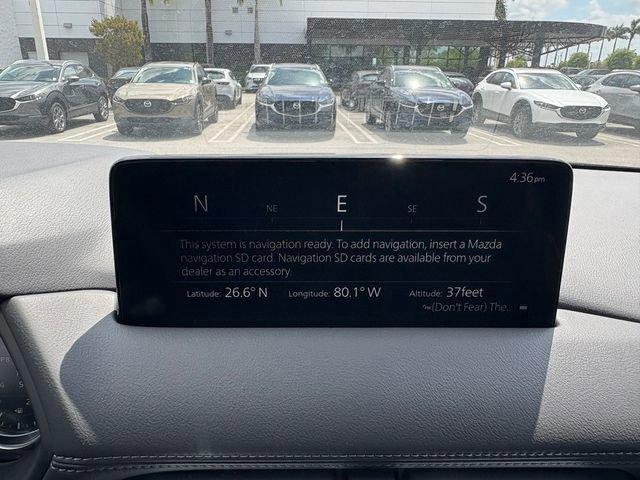 4:36pm
N NE E SE S
This system is navigation ready. To add navigation, insert a Mazda
navigation SD card. Navigation SD cards are available from your
dealer as an accessory.
Latitude: 26.6° N Longitude: 80.1° W Altitude: 37feet
(Don't Fear) The...